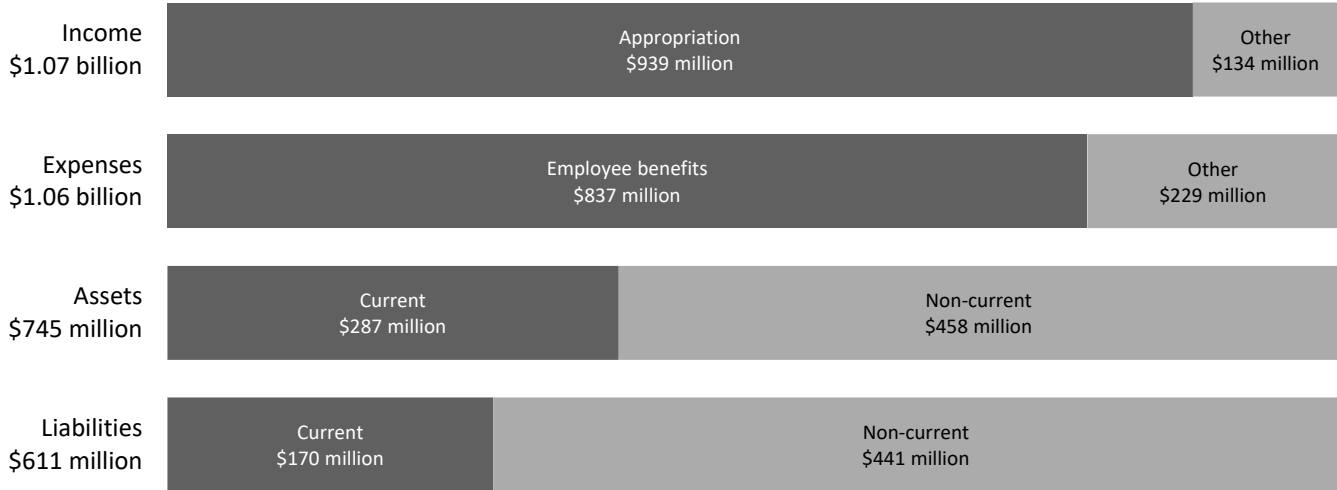 Income
$1.07 billion
Appropriation
$939 million
Other
$134 million
Expenses
$1.06 billion
Employee benefits
$837 million
Other
$229 million
Assets
$745 million
Current
$287 million
Non-current
$458 million
Liabilities
$611 million
Current
$170 million
Non-current
$441 million